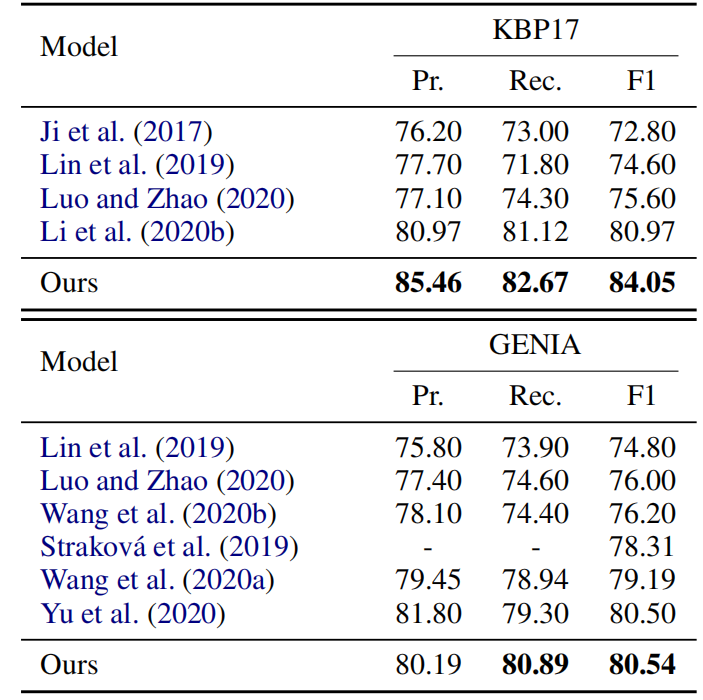 Model KBP17
Pr. Rec. F1
Ji et al. (2017) 76.20 73.00 72.80
Lin et al. (2019) 77.70 71.80 74.60
Luo and Zhao (2020) 77.10 74.30 75.60
Li et al. (2020b) 80.97 81.12 80.97
Ours 85.46 82.67 84.05
Model GENIA
Pr. Rec. F1
Lin et al. (2019) 75.80 73.90 74.80
Luo and Zhao (2020) 77.40 74.60 76.00
Wang et al. (2020b) 78.10 74.40 76.20
Straková et al. (2019) - - 78.31
Wang et al. (2020a) 79.45 78.94 79.19
Yu et al. (2020) 81.80 79.30 80.50
Ours 80.19 80.89 80.54